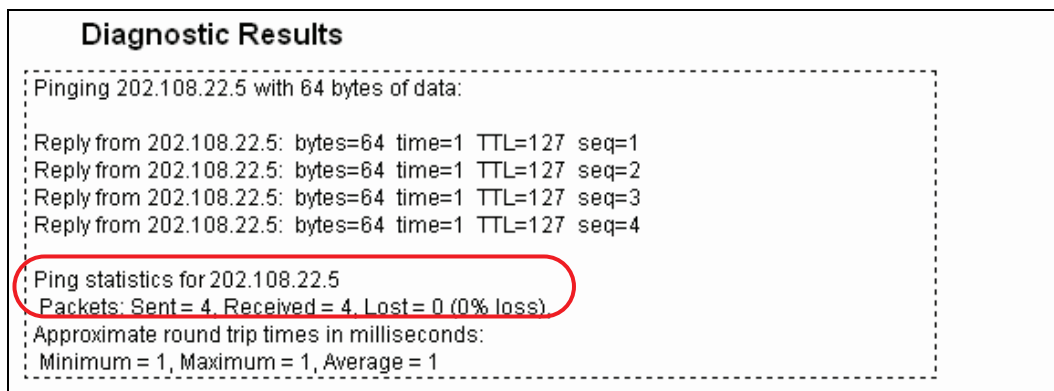 Diagnostic Results
Pinging 202.108.22.5 with 64 bytes of data:
Reply from 202.108.22.5:  bytes=64  time=1  TTL=127  seq=1
Reply from 202.108.22.5:  bytes=64  time=1  TTL=127  seq=2
Reply from 202.108.22.5:  bytes=64  time=1  TTL=127  seq=3
Reply from 202.108.22.5:  bytes=64  time=1  TTL=127  seq=4
Ping statistics for 202.108.22.5
Packets: Sent = 4, Received = 4, Lost = 0 (0% loss),
Approximate round trip times in milliseconds:
Minimum = 1, Maximum = 1, Average = 1